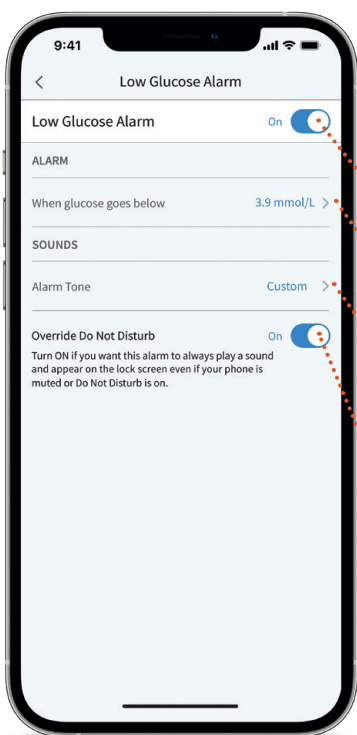 9:41
Low Glucose Alarm
Low Glucose Alarm On
ALARM
When glucose goes below 3.9 mmol/L
SOUNDS
Alarm Tone Custom
Override Do Not Disturb On
Turn ON if you want this alarm to always play a sound
and appear on the lock screen even if your phone is
muted or Do Not Disturb is on.